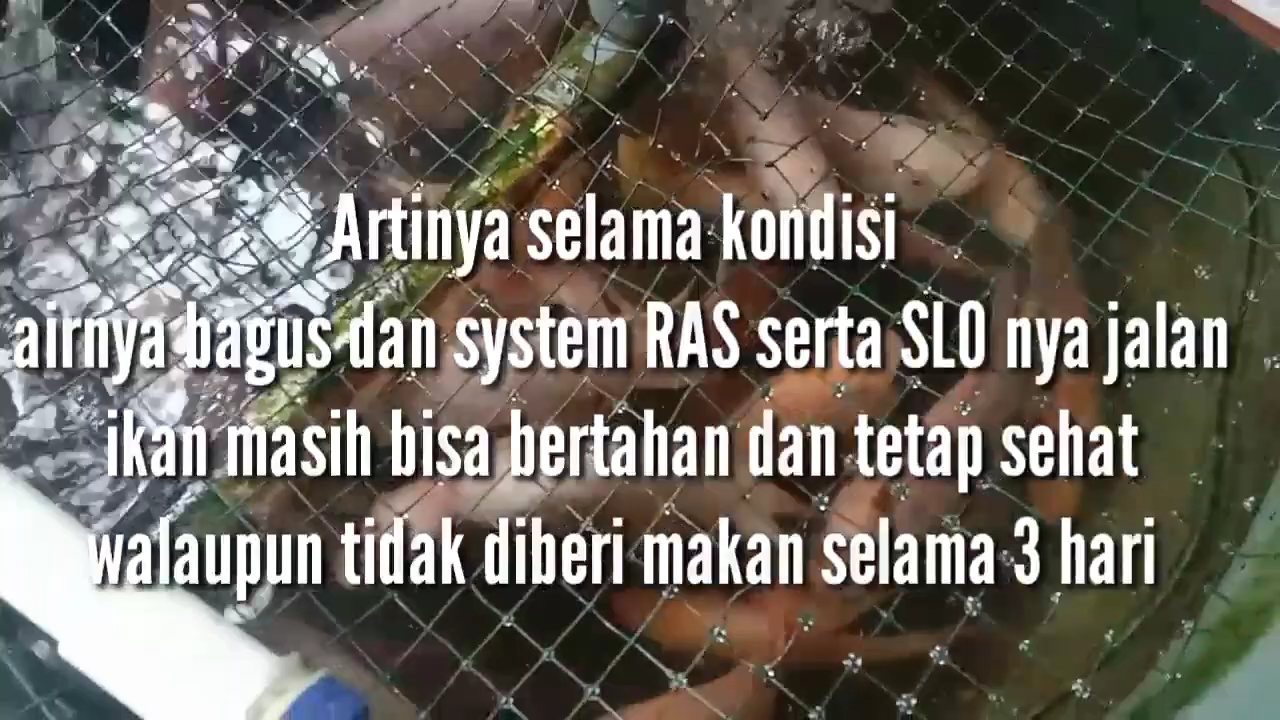 Artinya selama kondisi
airnya bagus dan system RAS serta SLO nya jalan
ikan masih bisa bertahan dan tetap sehat
walaupun tidak diberi makan selama 3 hari